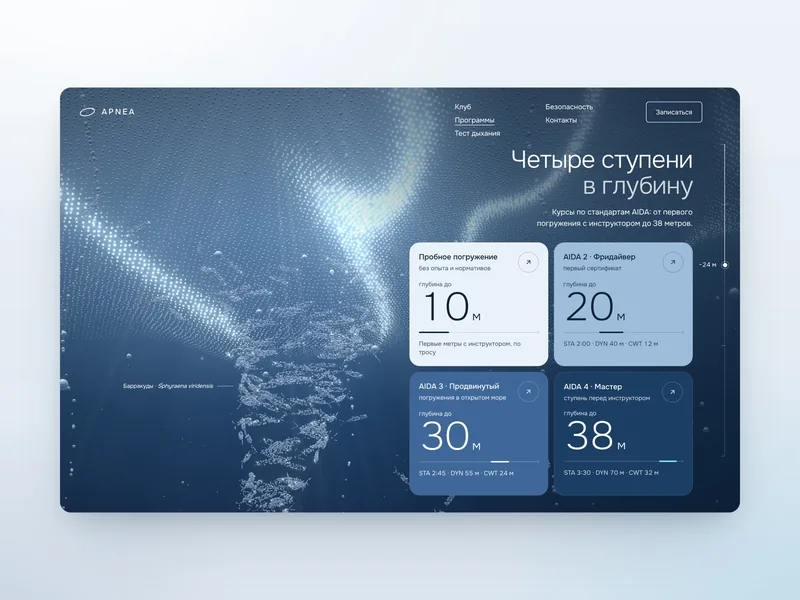 APNEA
Клуб
Программы
Тест дыхания
Безопасность
Контакты
Записаться
Четыре ступени
в глубину
Курсы по стандартам AIDA: от первого
погружения с инструктором до 38 метров.
-24 м
Пробное погружение
без опыта и нормативов
глубина до
10 м
Первые метры с инструктором, по
тросу
AIDA 2 · Фридайвер
первый сертификат
глубина до
20 м
STA 2:00 · DYN 40 м · CWT 12 м
Барракуды · Sphyraena viridensis
AIDA 3 · Продвинутый
погружения в открытом море
глубина до
30 м
STA 2:45 · DYN 55 м · CWT 24 м
AIDA 4 · Мастер
ступень перед инструктором
глубина до
38 м
STA 3:30 · DYN 70 м · CWT 32 м